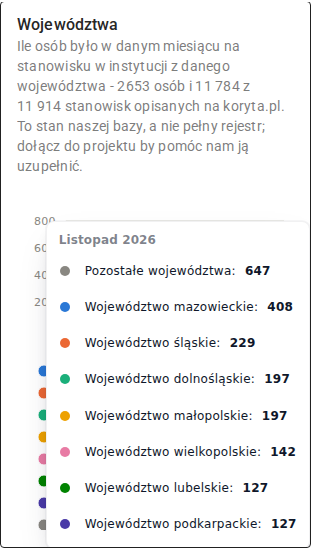 Województwa
Ile osób było w danym miesiącu na
stanowisku w instytucji z danego
województwa - 2653 osób i 11 784 z
11 914 stanowisk opisanych na koryta.pl.
To stan naszej bazy, a nie pełny rejestr;
dołącz do projektu by pomóc nam ją
uzupełnić.
800
Listopad 2026
Pozostałe województwa: 647
Województwo mazowieckie: 408
Województwo śląskie: 229
Województwo dolnośląskie: 197
Województwo małopolskie: 197
Województwo wielkopolskie: 142
Województwo lubelskie: 127
Województwo podkarpackie: 127